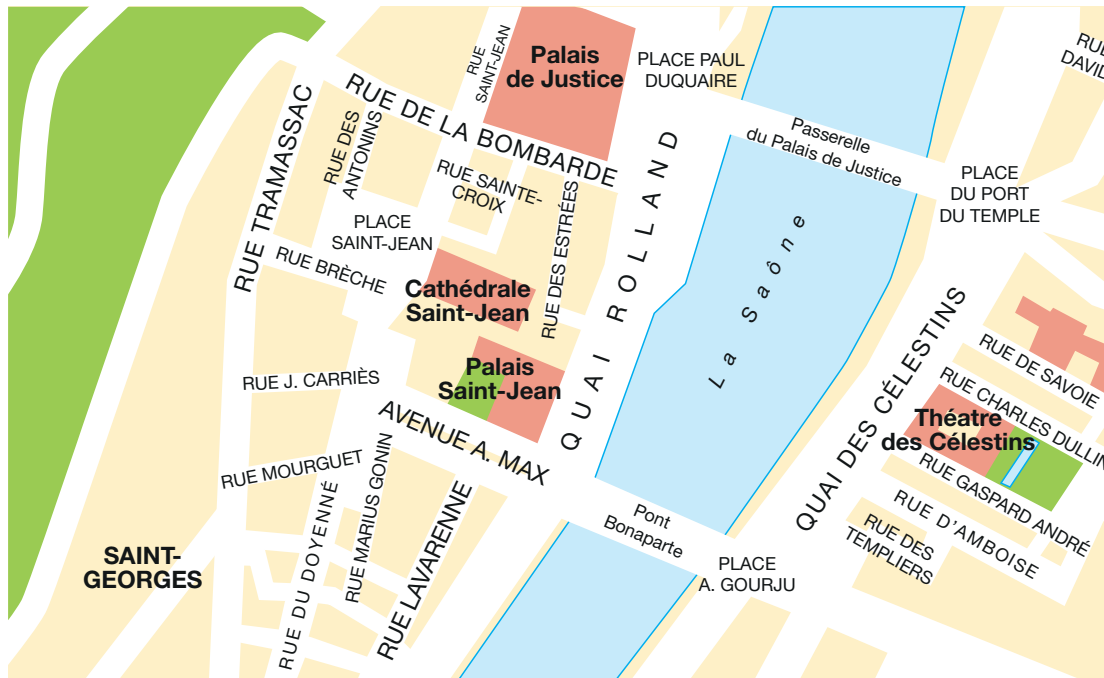 RUE
SAINT-JEAN
Palais
de Justice
PLACE PAUL
DUQUAIRE
RUE
DAVID
RUE DE LA BOMBARDE
Passerelle
du Palais de Justice
RUE TRAMASSAC
RUE DES
ANTONINS
RUE SAINTE-
CROIX
PLACE
DU PORT
DU TEMPLE
PLACE
SAINT-JEAN
RUE DES ESTRÉES
QUAI ROLLAND
La Saône
RUE BRÈCHE
Cathédrale
Saint-Jean
RUE DE SAVOIE
Palais
Saint-Jean
RUE J. CARRIÈS
RUE CHARLES DULLIN
QUAI DES CÉLESTINS
Théatre
des Célestins
AVENUE A. MAX
RUE MOURGUET
RUE GASPARD ANDRÉ
RUE D'AMBOISE
RUE DES
TEMPLIERS
Pont
Bonaparte
SAINT-
GEORGES
RUE DU DOYENNÉ
RUE MARIUS GONIN
RUE LAVARENNE
PLACE
A. GOURJU